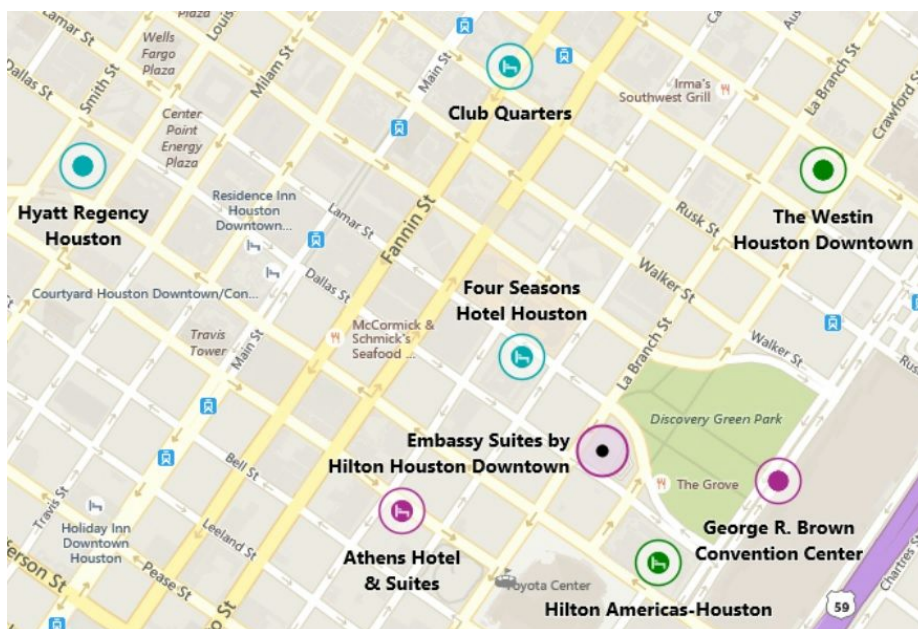 Lamar St
Louis
Wells
Fargo
Plaza
Dallas St
Smith St
Milam St
Main St
Club Quarters
Irma's
Southwest Grill
La Branch St
Crawford St
Center
Point
Energy
Plaza
Hyatt Regency
Houston
Residence Inn
Houston
Downtown...
Lamar St
Fannin St
Rusk St
The Westin
Houston Downtown
Courtyard Houston Downtown/Con...
Dallas St
Four Seasons
Hotel Houston
Walker St
Travis
Tower
Main St
McCormick &
Schmick's
Seafood ...
La Branch St
Walker St
Discovery Green Park
Embassy Suites by
Hilton Houston Downtown
Bell St
The Grove
Travis St
Holiday Inn
Downtown
Houston
Leeland St
Athens Hotel
& Suites
George R. Brown
Convention Center
Pease St
Toyota Center
Hilton Americas-Houston
59
Chartres St